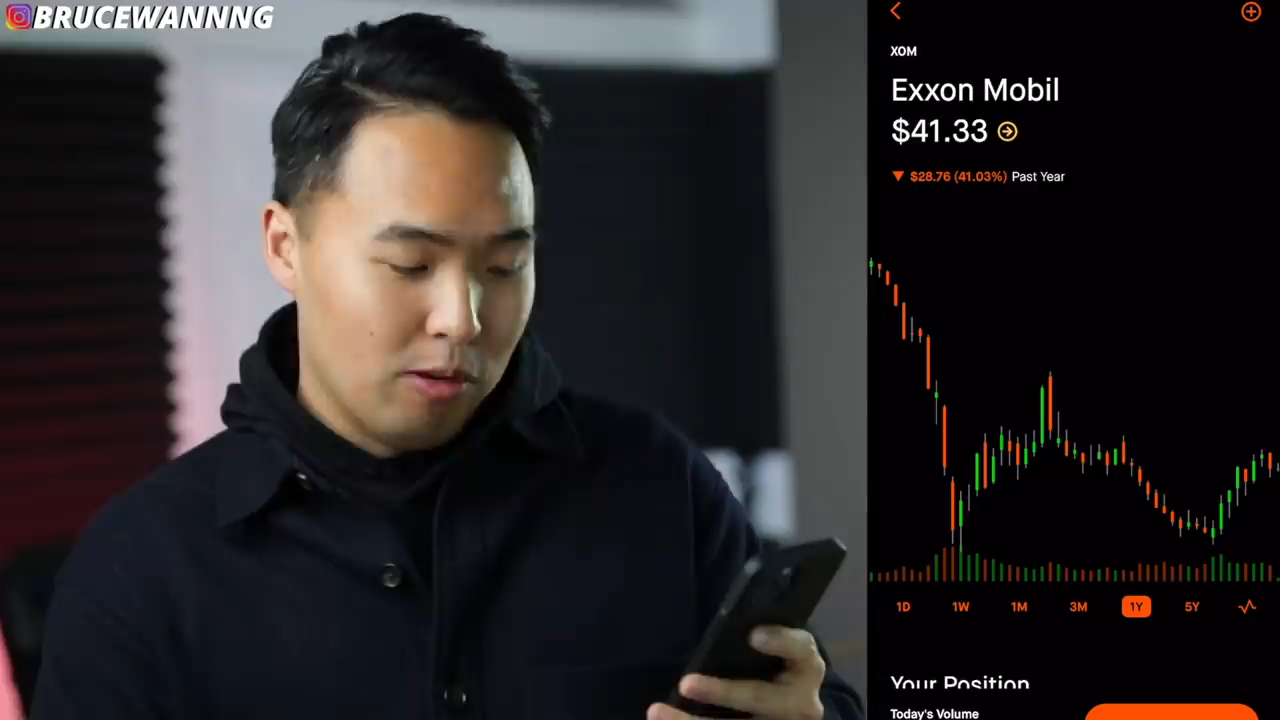 BRUCEWANNNG
XOM
Exxon Mobil
$41.33
▼ $28.76 (41.03%) Past Year
1D 1W 1M 3M 1Y 5Y
Your Position
Today's Volume